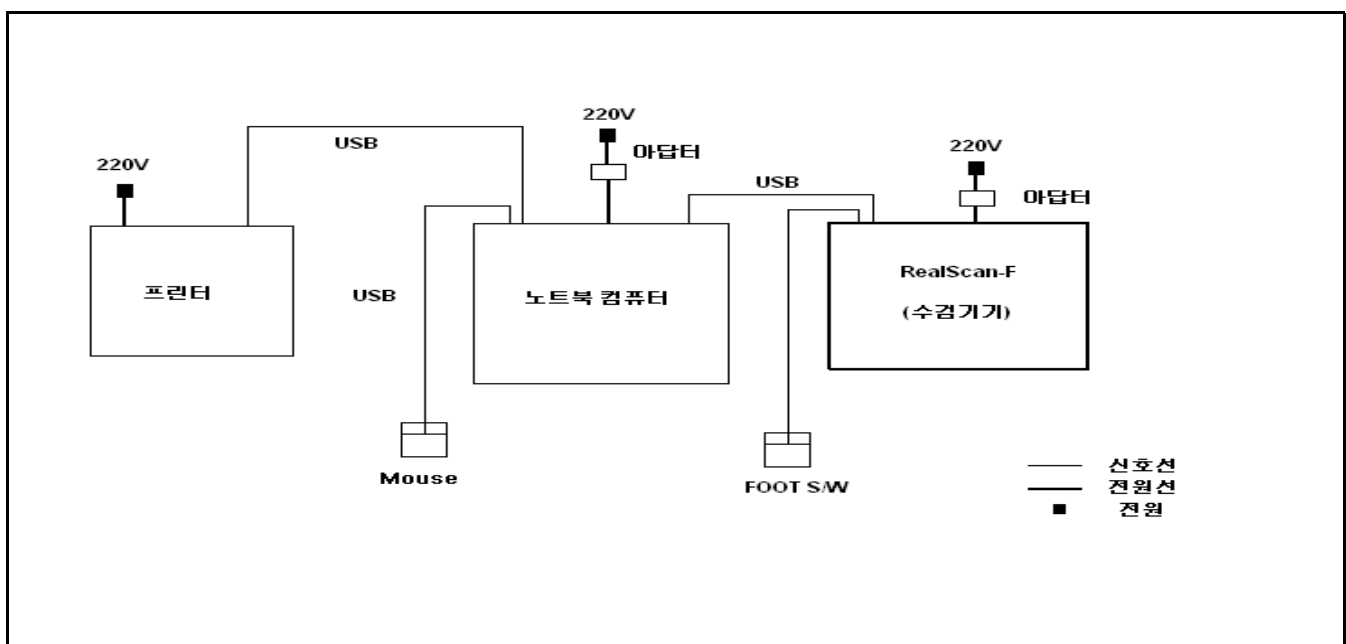 220V
USB
220V
아답터
USB
220V
아답터
프린터
USB
노트북 컴퓨터
RealScan-F
(수검기기)
Mouse
FOOT S/W
신호선
전원선
전원